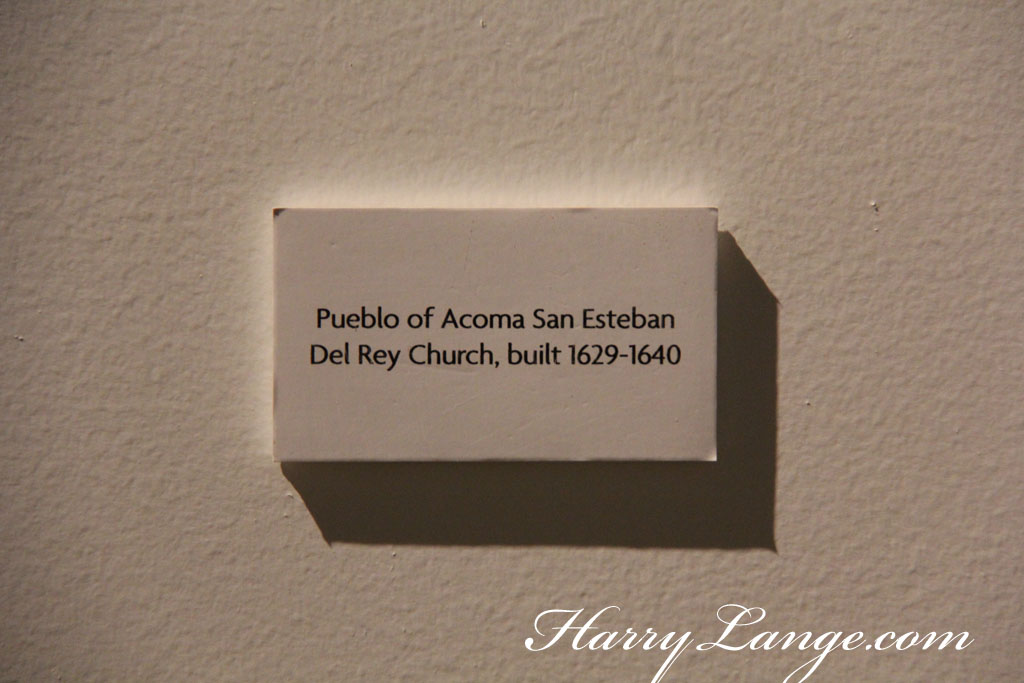 Pueblo of Acoma San Esteban
Del Rey Church, built 1629-1640
HarryLange.com